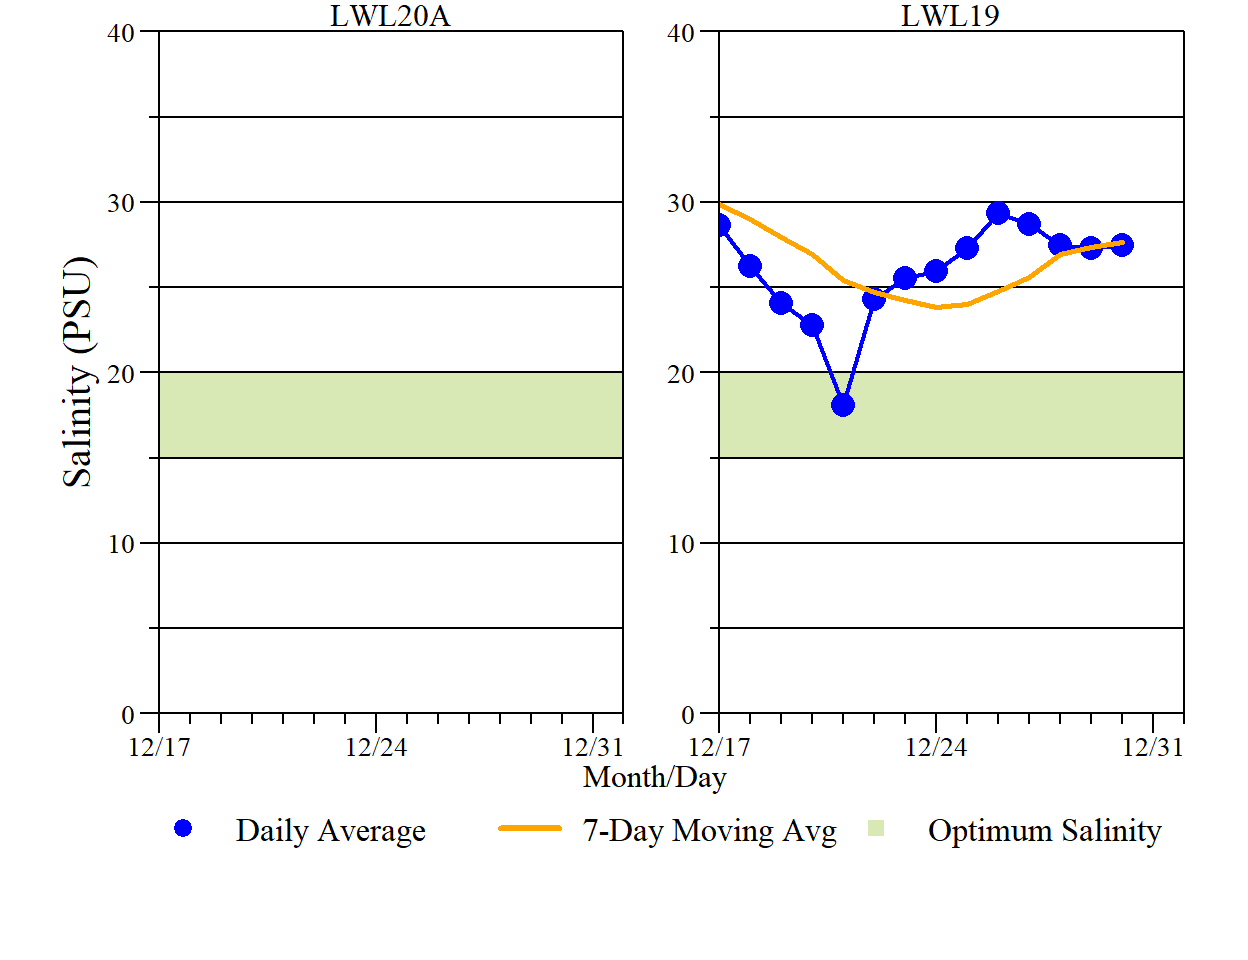 LWL20A LWL19
40 40
30 30
20 20
10 10
0 0
Salinity (PSU)
12/17 12/24 12/31 12/17 12/24 12/31
Month/Day
Daily Average 7-Day Moving Avg Optimum Salinity